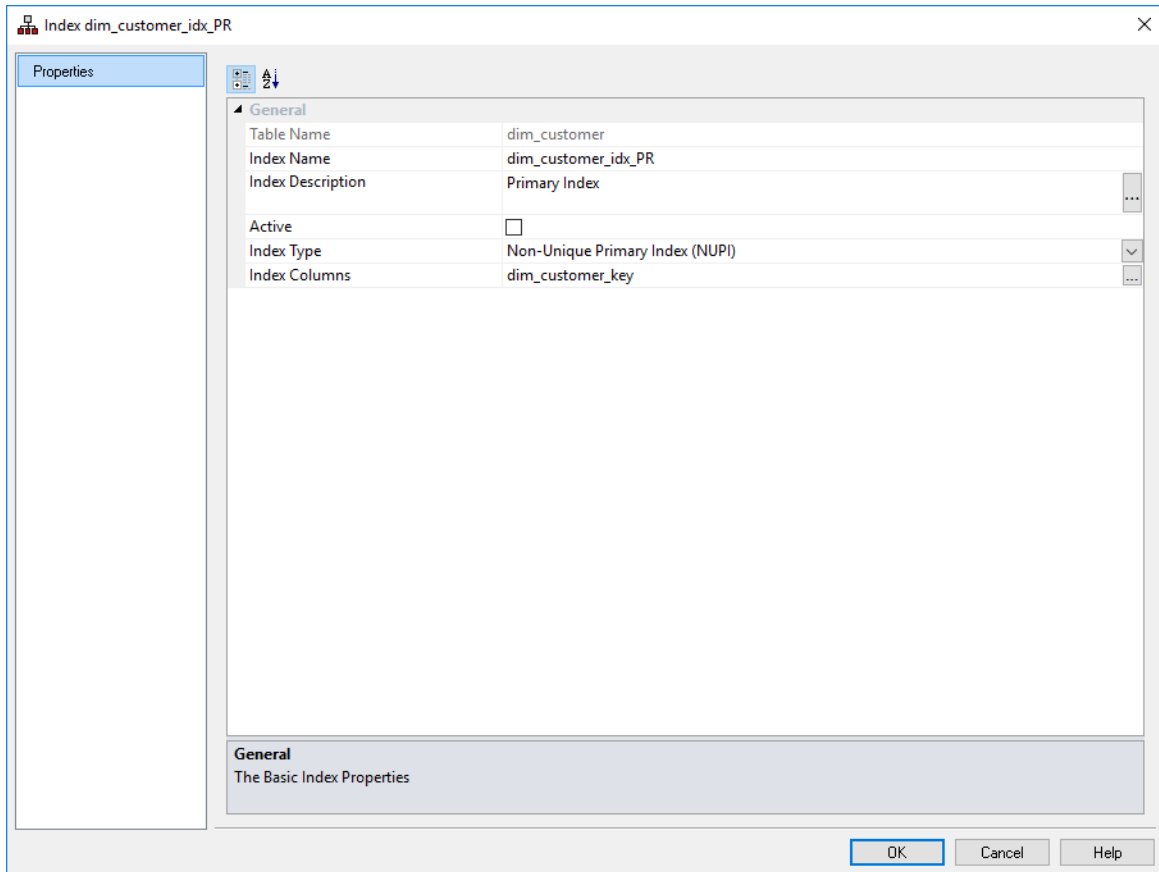 Index dim_customer_idx_PR
Properties
General
Table Name dim_customer
Index Name dim_customer_idx_PR
Index Description Primary Index
...
Active
Index Type Non-Unique Primary Index (NUPI)
Index Columns dim_customer_key ...
General
The Basic Index Properties
OK Cancel Help